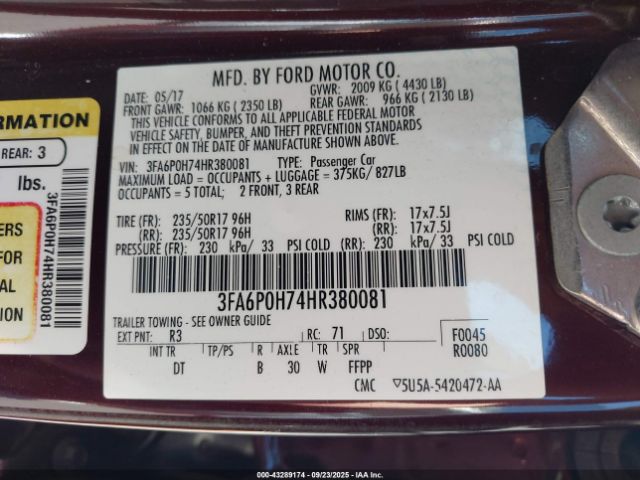 MFD. BY FORD MOTOR CO.
DATE: 05/17 GVWR: 2009 KG ( 4430 LB)
FRONT GAWR: 1066 KG ( 2350 LB) REAR GAWR: 966 KG ( 2130 LB)
THIS VEHICLE CONFORMS TO ALL APPLICABLE FEDERAL MOTOR
VEHICLE SAFETY, BUMPER, AND THEFT PREVENTION STANDARDS
IN EFFECT ON THE DATE OF MANUFACTURE SHOWN ABOVE.
VIN: 3FA6P0H74HR380081 TYPE: Passenger Car
MAXIMUM LOAD = OCCUPANTS + LUGGAGE = 375KG/ 827LB
OCCUPANTS = 5 TOTAL; 2 FRONT, 3 REAR
TIRE (FR): 235/50R17 96H RIMS (FR): 17x7.5J
(RR): 235/50R17 96H (RR): 17x7.5J
PRESSURE (FR): 230 kPa/ 33 PSI COLD (RR): 230 kPa/ 33 PSI COLD
3FA6P0H74HR380081
TRAILER TOWING - SEE OWNER GUIDE
EXT PNT: R3 RC: 71 DSO: F0045
R0080
INT TR TP/PS R AXLE TR SPR
DT B 30 W FFPP
CMC 5U5A-5420472-AA
ORMATION
REAR: 3
lbs.
ERS
FOR
NAL
ATION.
3FA6P0H74HR380081
000-43289174 - 09/23/2025 - Copyright © IAA, Inc.